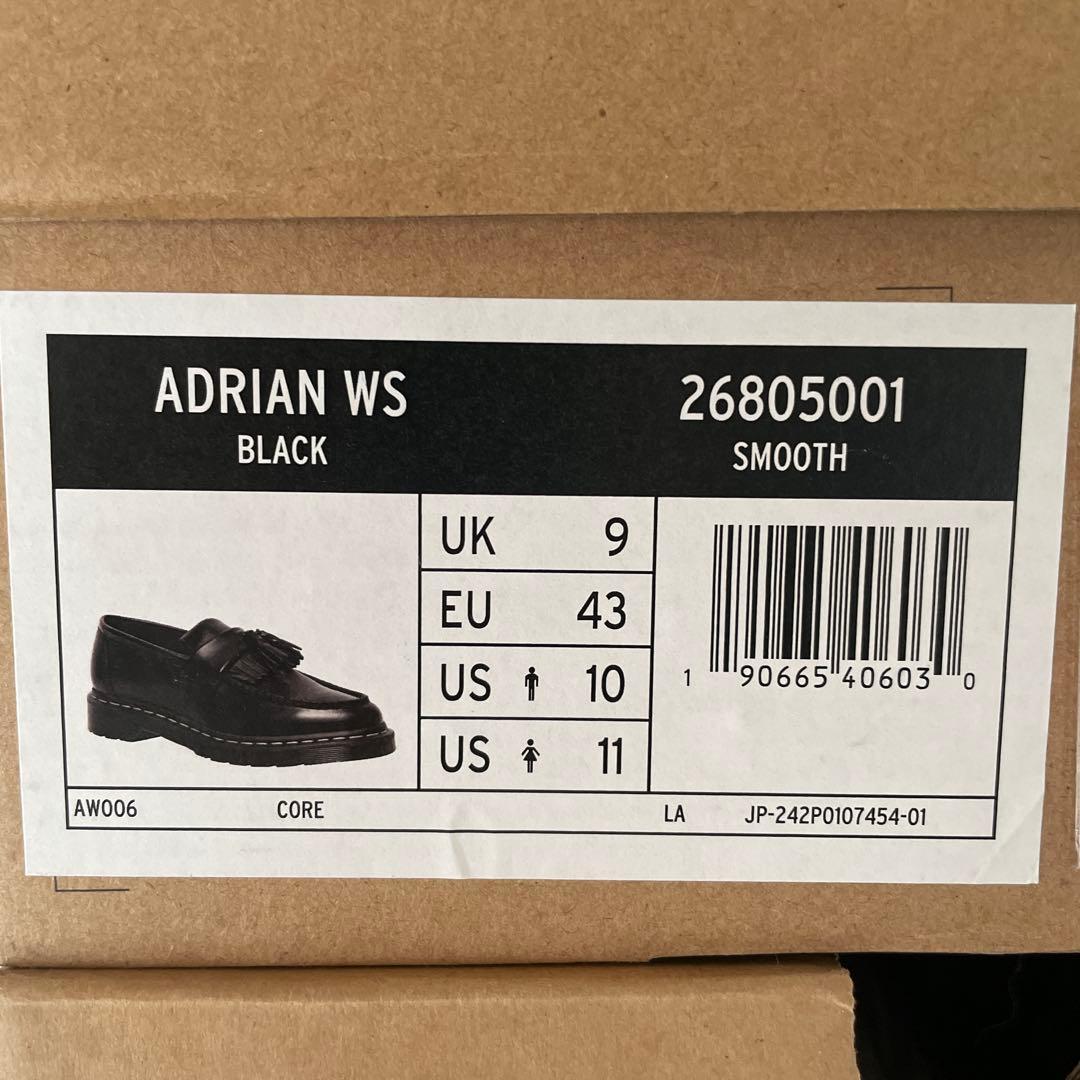 ADRIAN WS
BLACK
26805001
SMOOTH
UK 9
EU 43
US 10
US 11
1 90665 40603 0
AW006 CORE LA JP-242P0107454-01